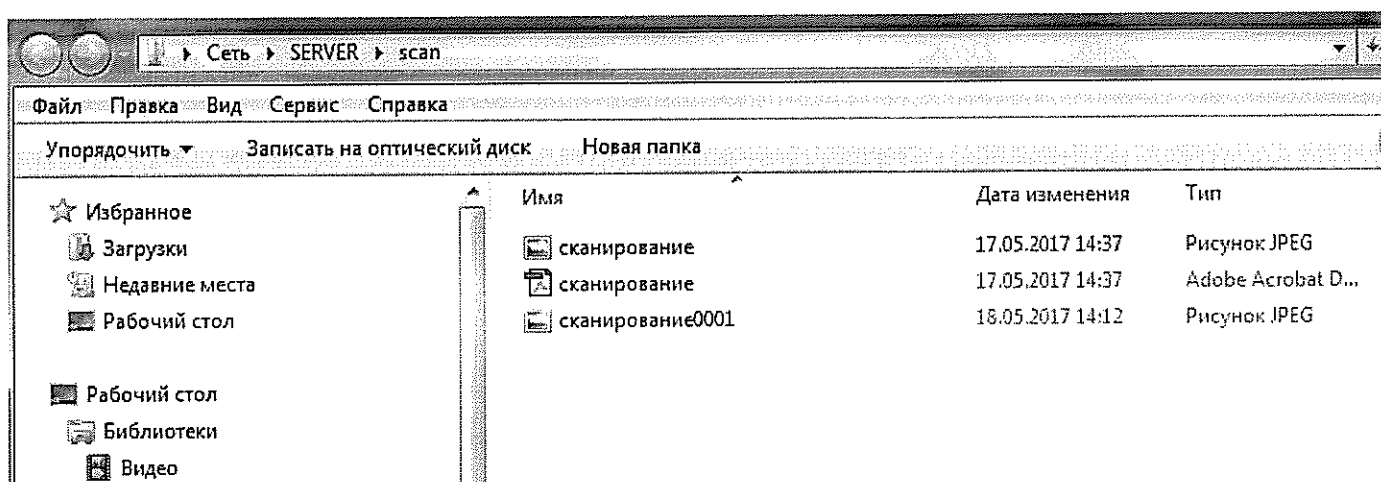 Сеть SERVER scan
Файл Правка Вид Сервис Справка
Упорядочить Записать на оптический диск Новая папка
Имя Дата изменения Тип
Избранное
Загрузки
Недавние места
Рабочий стол
Рабочий стол
Библиотеки
Видео
сканирование 17.05.2017 14:37 Рисунок JPEG
сканирование 17.05.2017 14:37 Adobe Acrobat D...
сканирование0001 18.05.2017 14:12 Рисунок JPEG